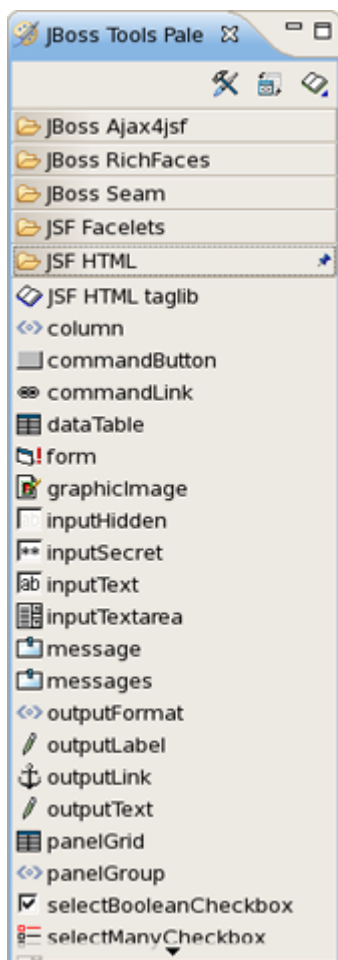 JBoss Tools Pale
JBoss Ajax4jsf
JBoss RichFaces
JBoss Seam
JSF Facelets
JSF HTML
JSF HTML taglib
column
commandButton
commandLink
dataTable
form
graphicImage
inputHidden
inputSecret
inputText
inputTextarea
message
messages
outputFormat
outputLabel
outputLink
outputText
panelGrid
panelGroup
selectBooleanCheckbox
selectManyCheckbox